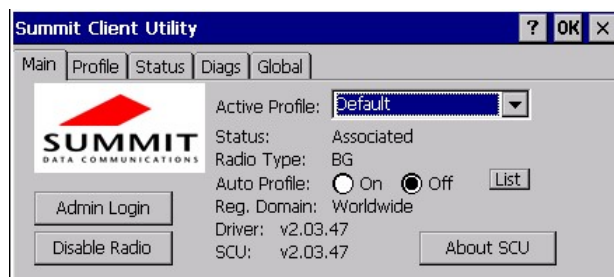 Summit Client Utility ? OK ×
Main Profile Status Diags Global
Active Profile: Default
SUMMIT
DATA COMMUNICATIONS
Status: Associated
Radio Type: BG
Auto Profile: On Off List
Admin Login
Reg. Domain: Worldwide
Driver: v2.03.47
Disable Radio
SCU: v2.03.47
About SCU